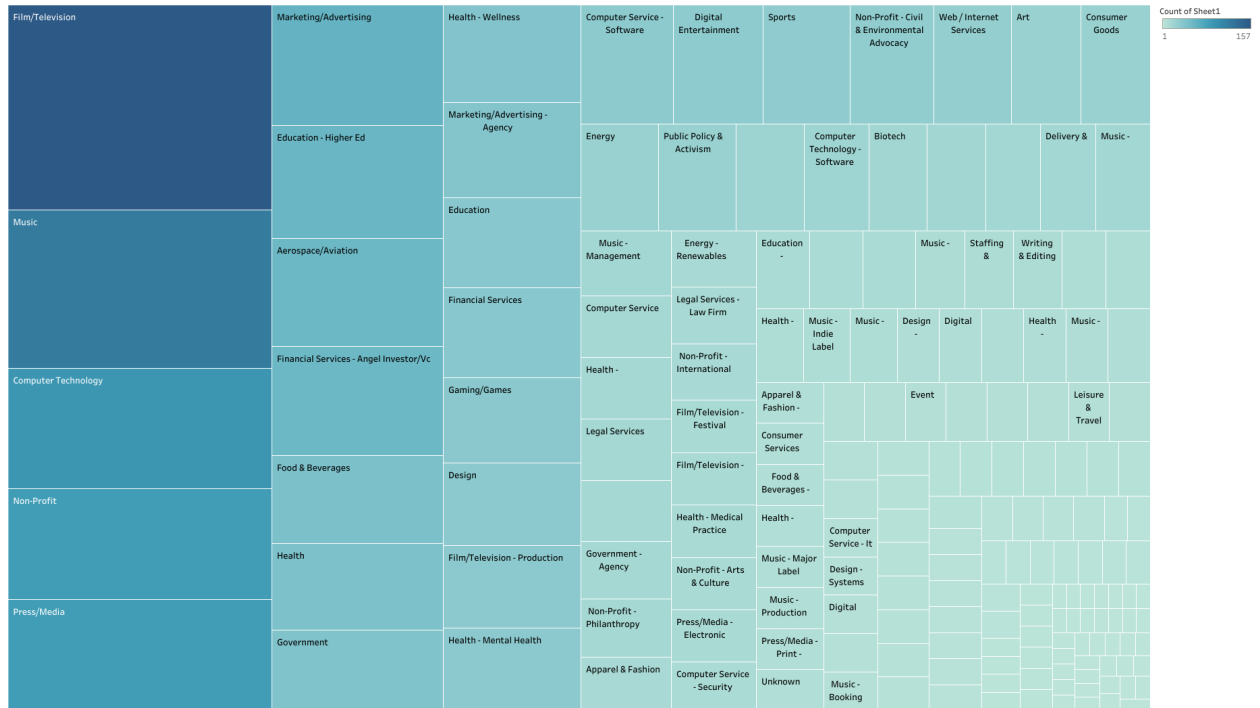 Film/Television
Music
Computer Technology
Non-Profit
Press/Media
Marketing/Advertising
Education - Higher Ed
Aerospace/Aviation
Financial Services - Angel Investor/Vc
Food & Beverages
Health
Government
Health - Wellness
Marketing/Advertising -
Agency
Education
Financial Services
Gaming/Games
Design
Film/Television - Production
Health - Mental Health
Computer Service -
Software
Digital
Entertainment
Sports
Non-Profit - Civil
& Environmental
Advocacy
Web / Internet
Services
Art
Consumer
Goods
Energy
Public Policy &
Activism
Computer
Technology -
Software
Biotech
Delivery &
Music -
Music -
Management
Computer Service
Health -
Legal Services
Government -
Agency
Non-Profit -
Philanthropy
Apparel & Fashion
Energy -
Renewables
Legal Services -
Law Firm
Non-Profit -
International
Film/Television -
Festival
Film/Television -
Health - Medical
Practice
Non-Profit - Arts
& Culture
Press/Media -
Electronic
Computer Service
- Security
Education
-
Music -
Staffing
&
Writing
& Editing
Health -
Music -
Indie
Label
Music -
Design
-
Digital
Health
-
Music -
Apparel &
Fashion -
Consumer
Services
Food &
Beverages -
Health -
Music - Major
Label
Music -
Production
Press/Media -
Print -
Unknown
Event
Leisure
&
Travel
Computer
Service - It
Design -
Systems
Digital
Music -
Booking
Count of Sheet1
1
157